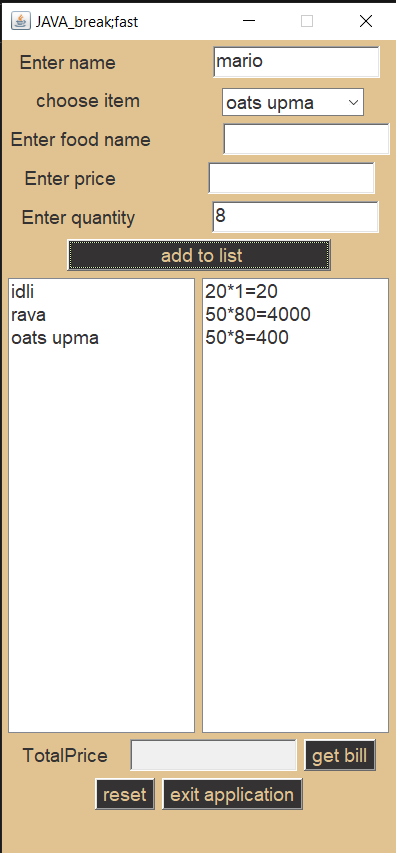 JAVA_break;fast
Enter name mario
choose item oats upma
Enter food name
Enter price
Enter quantity 8
add to list
idli 20*1=20
rava 50*80=4000
oats upma 50*8=400
TotalPrice get bill
reset exit application